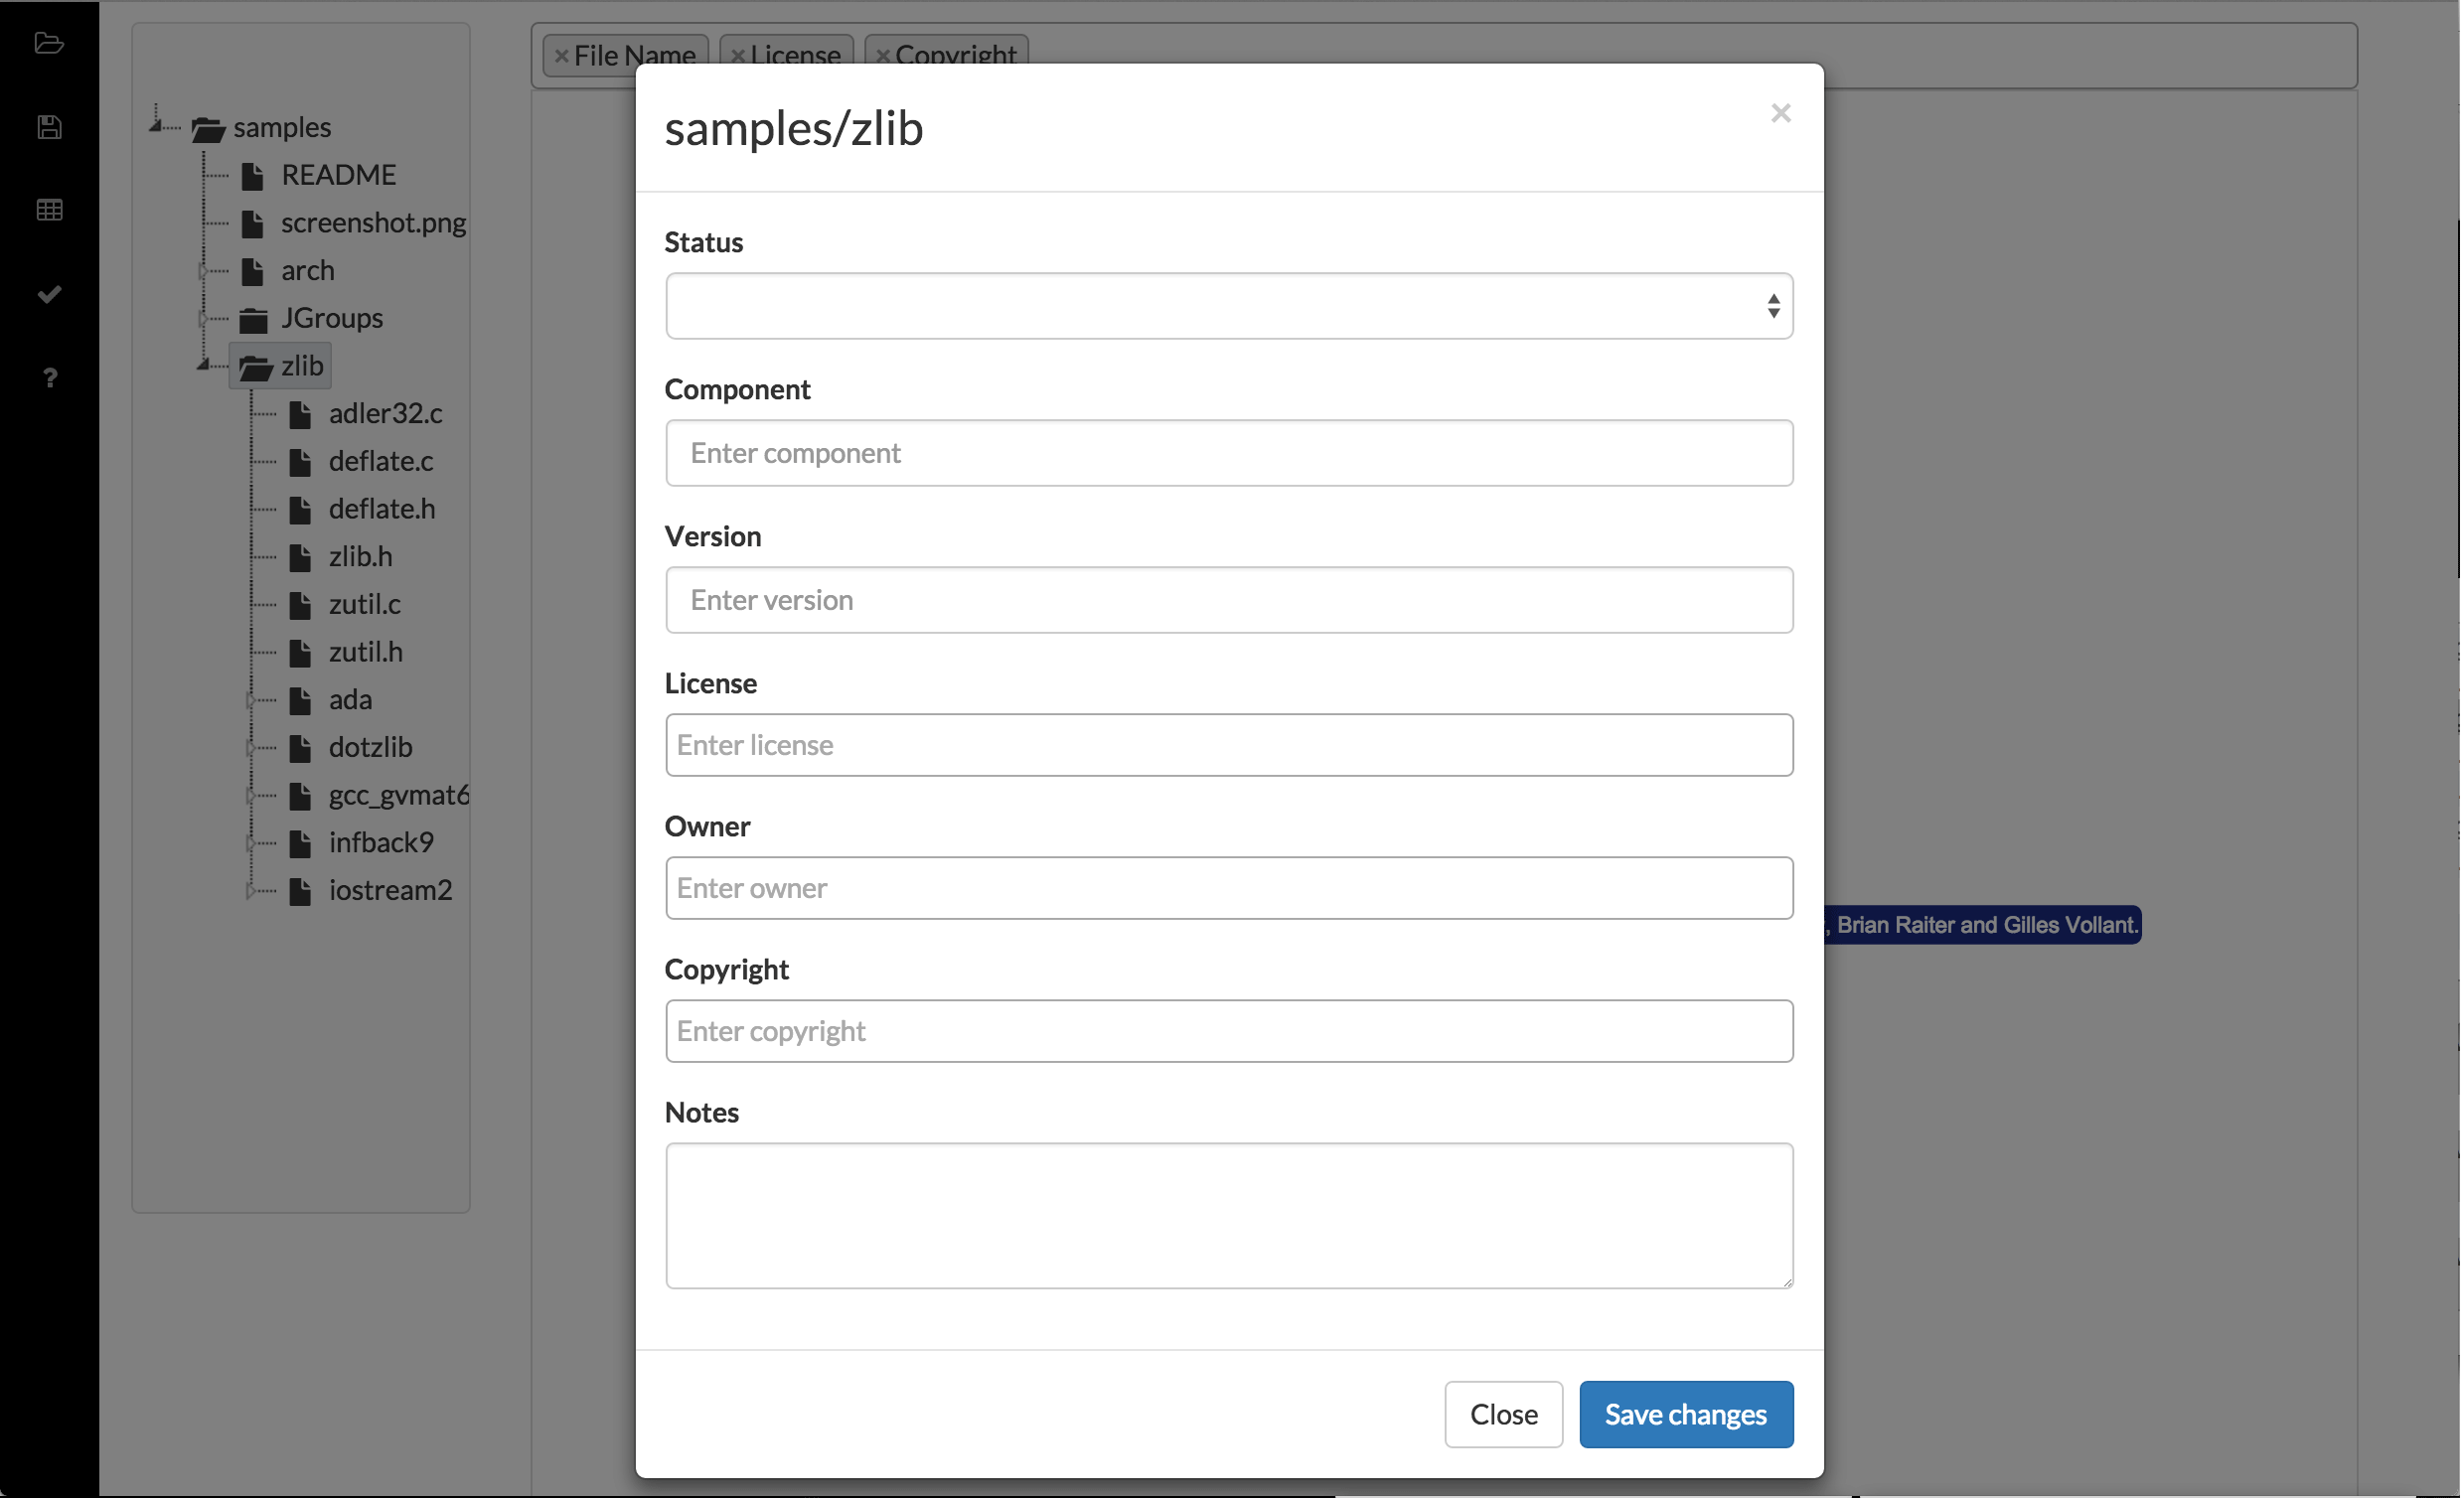 File Name
License
Copyright
samples
README
screenshot.png
arch
JGroups
zlib
adler32.c
deflate.c
deflate.h
zlib.h
zutil.c
zutil.h
ada
dotzlib
gcc_gvmat6
infback9
iostream2
samples/zlib
Status
Component
Enter component
Version
Enter version
License
Enter license
Owner
Enter owner
Copyright
Enter copyright
Notes
, Brian Raiter and Gilles Vollant.
Close
Save changes